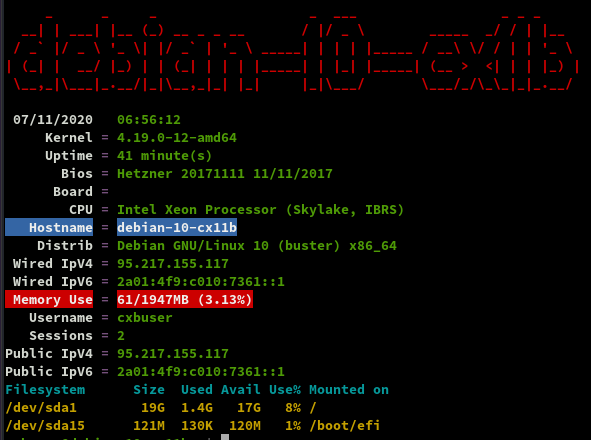 debian-10-cx11b
07/11/2020 06:56:12
Kernel = 4.19.0-12-amd64
Uptime = 41 minute(s)
Bios = Hetzner 20171111 11/11/2017
Board =
CPU = Intel Xeon Processor (Skylake, IBRS)
Hostname = debian-10-cx11b
Distrib = Debian GNU/Linux 10 (buster) x86_64
Wired IpV4 = 95.217.155.117
Wired IpV6 = 2a01:4f9:c010:7361::1
Memory Use = 61/1947MB (3.13%)
Username = cxbuser
Sessions = 2
Public IpV4 = 95.217.155.117
Public IpV6 = 2a01:4f9:c010:7361::1
Filesystem Size Used Avail Use% Mounted on
/dev/sda1 19G 1.4G 17G 8% /
/dev/sda15 121M 130K 120M 1% /boot/efi